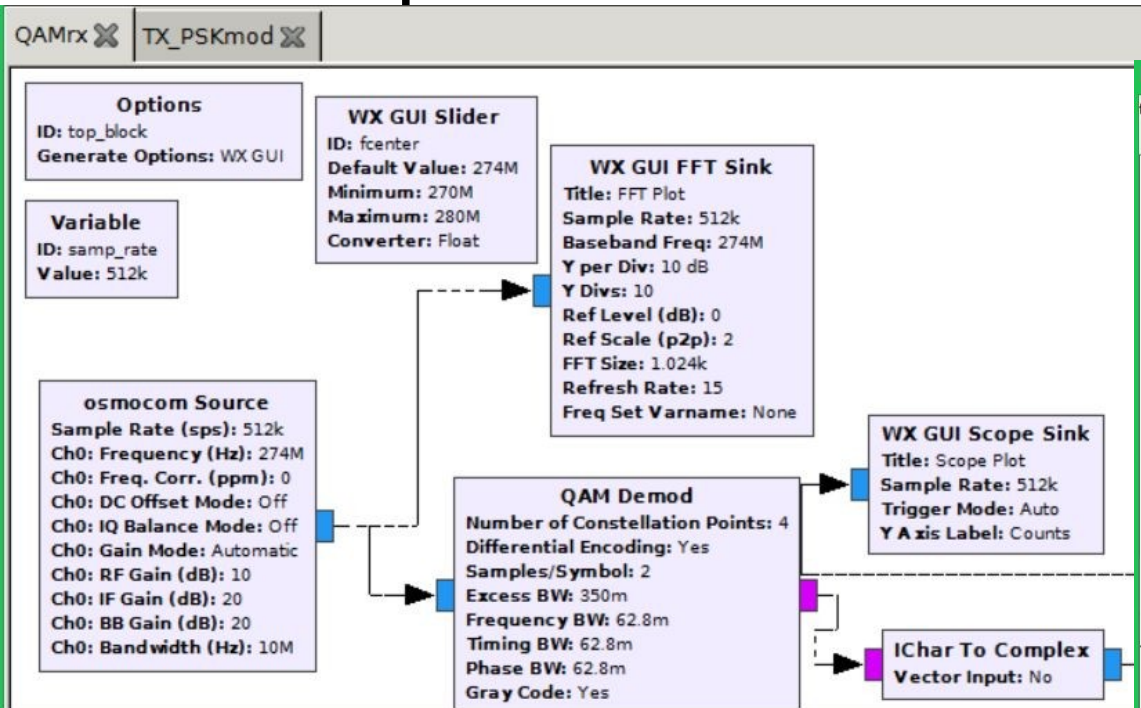 QAMrx
TX_PSKmod
Options
ID: top_block
Generate Options: WX GUI
Variable
ID: samp_rate
Value: 512k
WX GUI Slider
ID: fcenter
Default Value: 274M
Minimum: 270M
Maximum: 280M
Converter: Float
WX GUI FFT Sink
Title: FFT Plot
Sample Rate: 512k
Baseband Freq: 274M
Y per Div: 10 dB
Y Divs: 10
Ref Level (dB): 0
Ref Scale (p2p): 2
FFT Size: 1.024k
Refresh Rate: 15
Freq Set Varname: None
osmocom Source
Sample Rate (sps): 512k
Ch0: Frequency (Hz): 274M
Ch0: Freq. Corr. (ppm): 0
Ch0: DC Offset Mode: Off
Ch0: IQ Balance Mode: Off
Ch0: Gain Mode: Automatic
Ch0: RF Gain (dB): 10
Ch0: IF Gain (dB): 20
Ch0: BB Gain (dB): 20
Ch0: Bandwidth (Hz): 10M
QAM Demod
Number of Constellation Points: 4
Differential Encoding: Yes
Samples/Symbol: 2
Excess BW: 350m
Frequency BW: 62.8m
Timing BW: 62.8m
Phase BW: 62.8m
Gray Code: Yes
WX GUI Scope Sink
Title: Scope Plot
Sample Rate: 512k
Trigger Mode: Auto
Y Axis Label: Counts
IChar To Complex
Vector Input: No